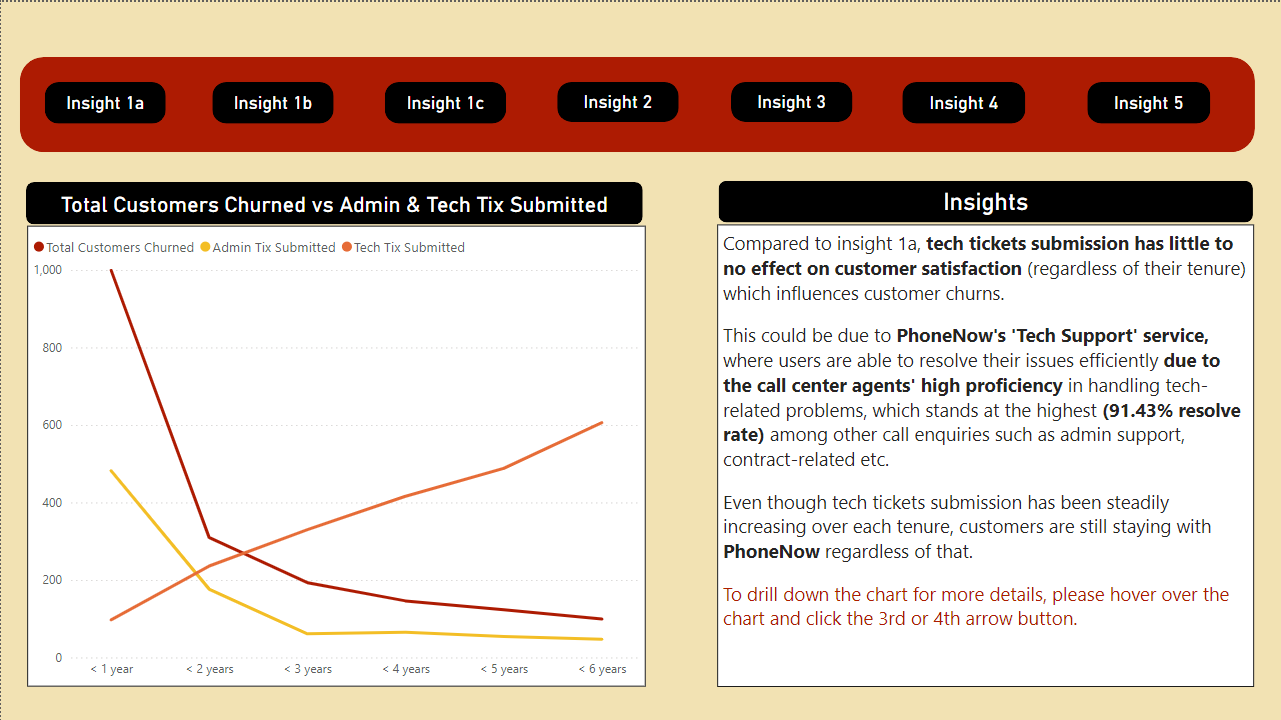 Insight 1a
Insight 1b
Insight 1c
Insight 2
Insight 3
Insight 4
Insight 5
Total Customers Churned vs Admin & Tech Tix Submitted
Total Customers Churned
Admin Tix Submitted
Tech Tix Submitted
1,000
800
600
400
200
0
< 1 year
< 2 years
< 3 years
< 4 years
< 5 years
< 6 years
Insights
Compared to insight 1a, tech tickets submission has little to
no effect on customer satisfaction (regardless of their tenure)
which influences customer churns.
This could be due to PhoneNow's 'Tech Support' service,
where users are able to resolve their issues efficiently due to
the call center agents' high proficiency in handling tech-
related problems, which stands at the highest (91.43% resolve
rate) among other call enquiries such as admin support,
contract-related etc.
Even though tech tickets submission has been steadily
increasing over each tenure, customers are still staying with
PhoneNow regardless of that.
To drill down the chart for more details, please hover over the
chart and click the 3rd or 4th arrow button.